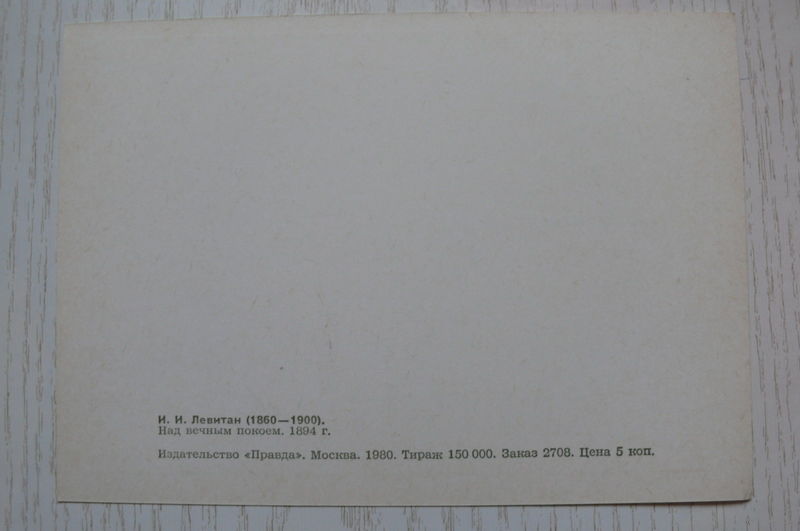 И. И. Левитан (1860—1900).
Над вечным покоем. 1894 г.
Издательство «Правда». Москва. 1980. Тираж 150 000. Заказ 2708. Цена 5 коп.